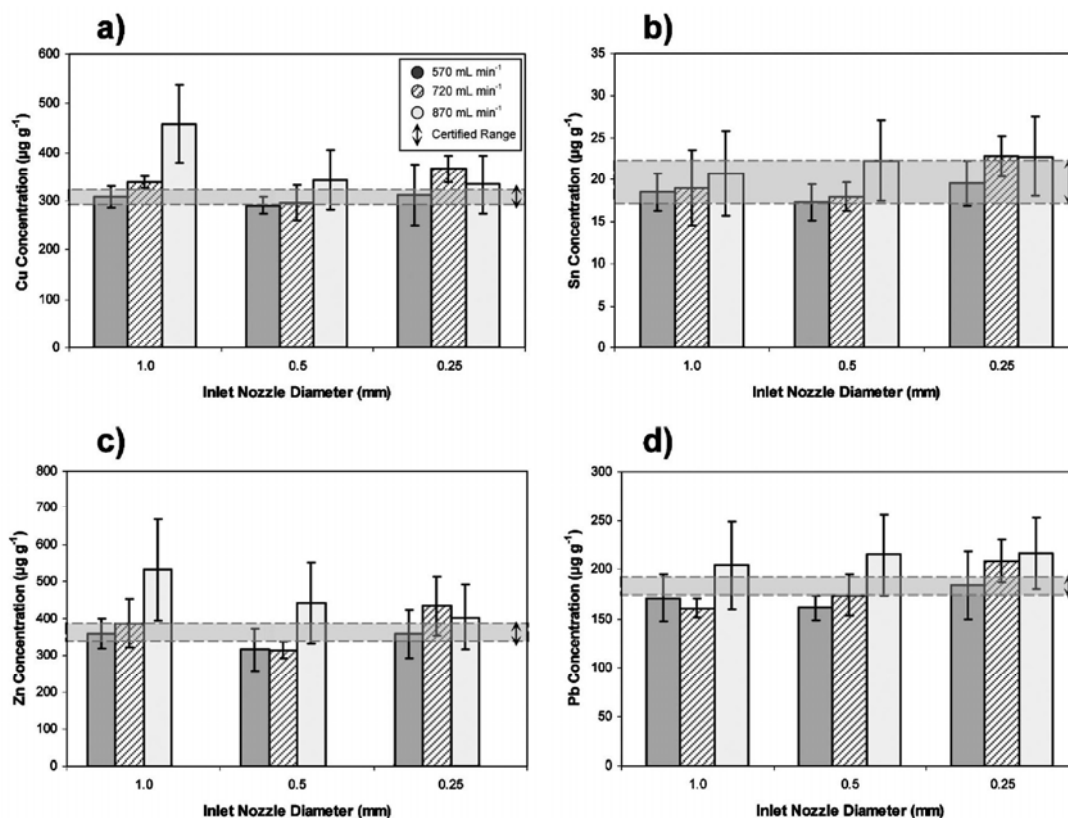 a)
600
500
400
300
200
100
0
Cu Concentration (µg g⁻¹)
570 mL min⁻¹
720 mL min⁻¹
870 mL min⁻¹
Certified Range
1.0 0.5 0.25
Inlet Nozzle Diameter (mm)
b)
35
30
25
20
15
10
5
0
Sn Concentration (µg g⁻¹)
1.0 0.5 0.25
Inlet Nozzle Diameter (mm)
c)
800
700
600
500
400
300
200
100
0
Zn Concentration (µg g⁻¹)
1.0 0.5 0.25
Inlet Nozzle Diameter (mm)
d)
300
250
200
150
100
50
0
Pb Concentration (µg g⁻¹)
1.0 0.5 0.25
Inlet Nozzle Diameter (mm)